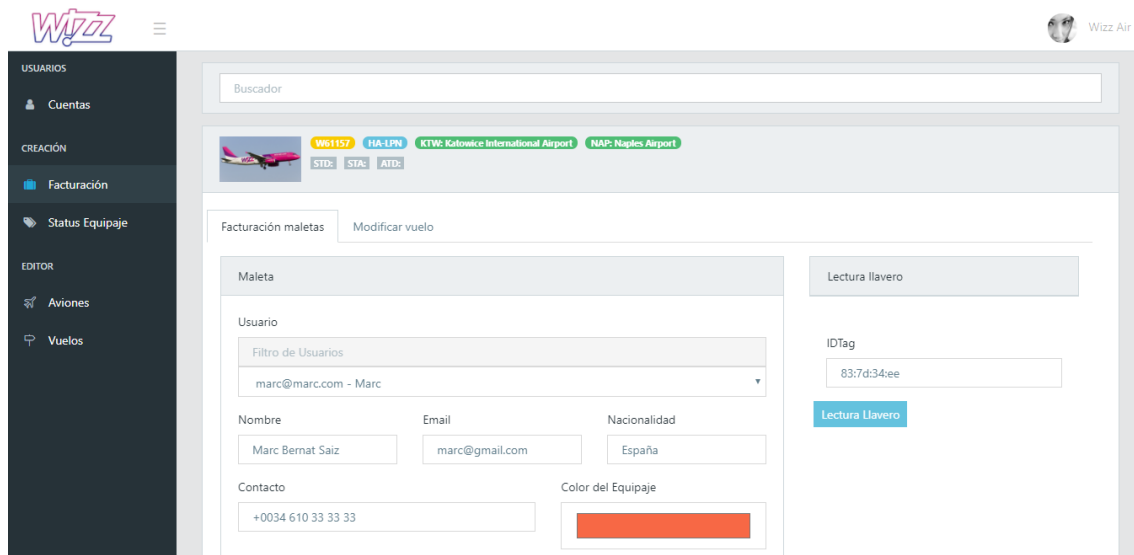 Wizz
Wizz Air
USUARIOS
Cuentas
CREACIÓN
Facturación
Status Equipaje
EDITOR
Aviones
Vuelos
Buscador
W61157 HA-LPN KTW: Katowice International Airport NAP: Naples Airport
STD: STA: ATD:
Facturación maletas Modificar vuelo
Maleta
Usuario
Filtro de Usuarios
marc@marc.com - Marc
Nombre Email Nacionalidad
Marc Bernat Saiz marc@gmail.com España
Contacto Color del Equipaje
+0034 610 33 33 33
Lectura llavero
IDTag
83:7d:34:ee
Lectura Llavero